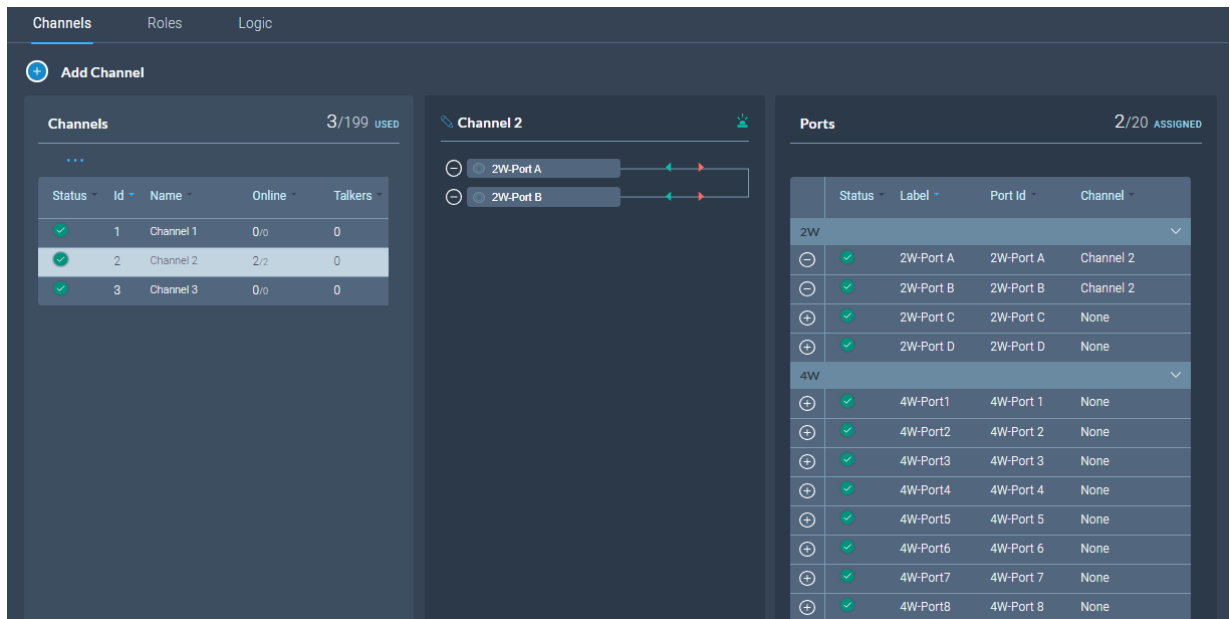 Channels Roles Logic
Add Channel
Channels 3/199 USED
...
Status Id Name Online Talkers
1 Channel 1 0/0 0
2 Channel 2 2/2 0
3 Channel 3 0/0 0
Channel 2
2W-Port A
2W-Port B
Ports 2/20 ASSIGNED
Status Label Port Id Channel
2W
2W-Port A 2W-Port A Channel 2
2W-Port B 2W-Port B Channel 2
2W-Port C 2W-Port C None
2W-Port D 2W-Port D None
4W
4W-Port1 4W-Port 1 None
4W-Port2 4W-Port 2 None
4W-Port3 4W-Port 3 None
4W-Port4 4W-Port 4 None
4W-Port5 4W-Port 5 None
4W-Port6 4W-Port 6 None
4W-Port7 4W-Port 7 None
4W-Port8 4W-Port 8 None